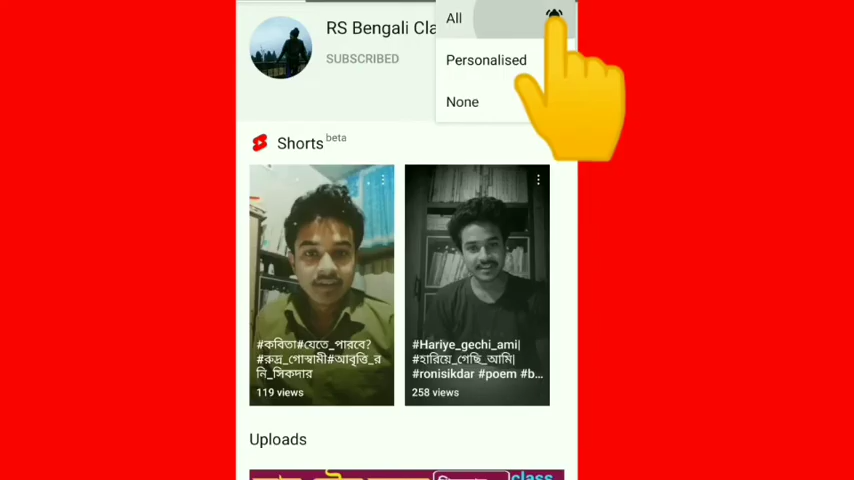 All
RS Bengali Cla
SUBSCRIBED
Personalised
None
Shorts beta
#কবিতা#যেতে_পারবে?
#রুদ্র_গোস্বামী#আবৃত্তি_র
নি_সিকদার
119 views
#Hariye_gechi_ami|
#হারিয়ে_গেছি_আমি|
#ronisikdar #poem #b...
258 views
Uploads
class